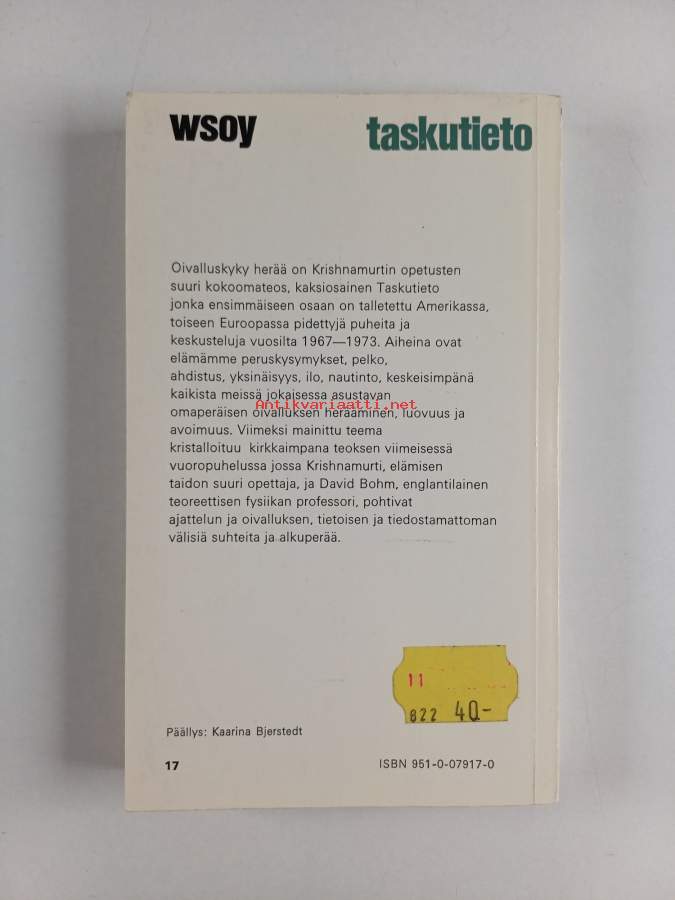 wsoy
taskutieto
Oivalluskyky herää on Krishnamurtin opetusten
suuri kokoomateos, kaksiosainen Taskutieto
jonka ensimmäiseen osaan on talletettu Amerikassa,
toiseen Euroopassa pidettyjä puheita ja
keskusteluja vuosilta 1967—1973. Aiheina ovat
elämämme peruskysymykset, pelko,
ahdistus, yksinäisyys, ilo, nautinto, keskeisimpänä
kaikista meissä jokaisessa asustavan
Antikvariaatti.net
omaperäisen oivalluksen herääminen, luovuus ja
avoimuus. Viimeksi mainittu teema
kristalloituu kirkkaimpana teoksen viimeisessä
vuoropuhelussa jossa Krishnamurti, elämisen
taidon suuri opettaja, ja David Bohm, englantilainen
teoreettisen fysiikan professori, pohtivat
ajattelun ja oivalluksen, tietoisen ja tiedostamattoman
välisiä suhteita ja alkuperää.
11
822 40-
Päällys: Kaarina Bjerstedt
17
ISBN 951-0-07917-0